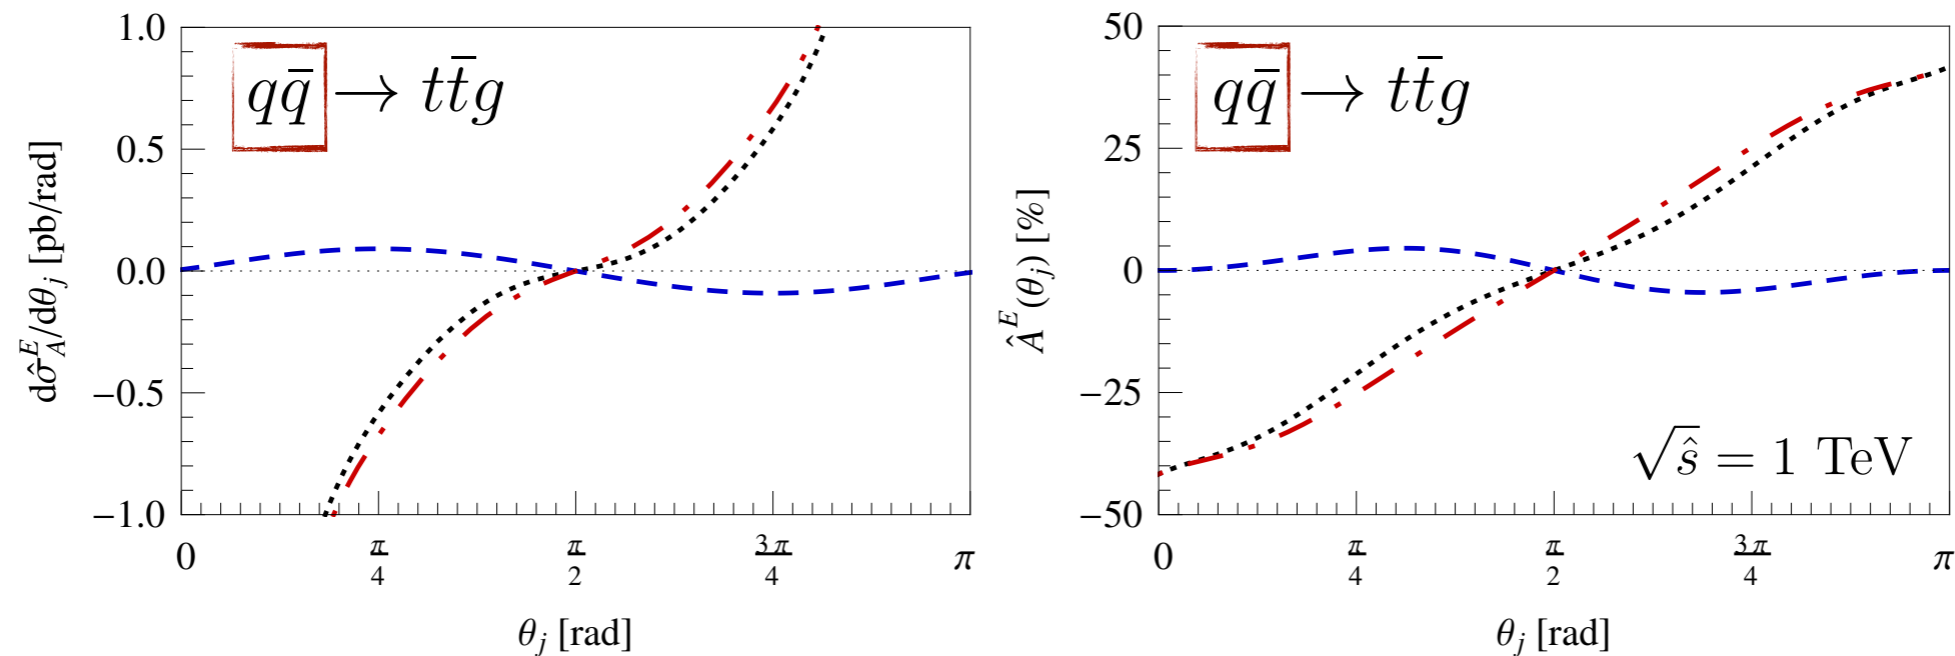 qq̄ → tt̄g
1.0
0.5
0.0
−0.5
−1.0
dσ̂_A^E/dθ_j [pb/rad]
0 π/4 π/2 3π/4 π
θ_j [rad]
qq̄ → tt̄g
50
25
0
−25
−50
Â^E(θ_j) [%]
√ŝ = 1 TeV
0 π/4 π/2 3π/4 π
θ_j [rad]